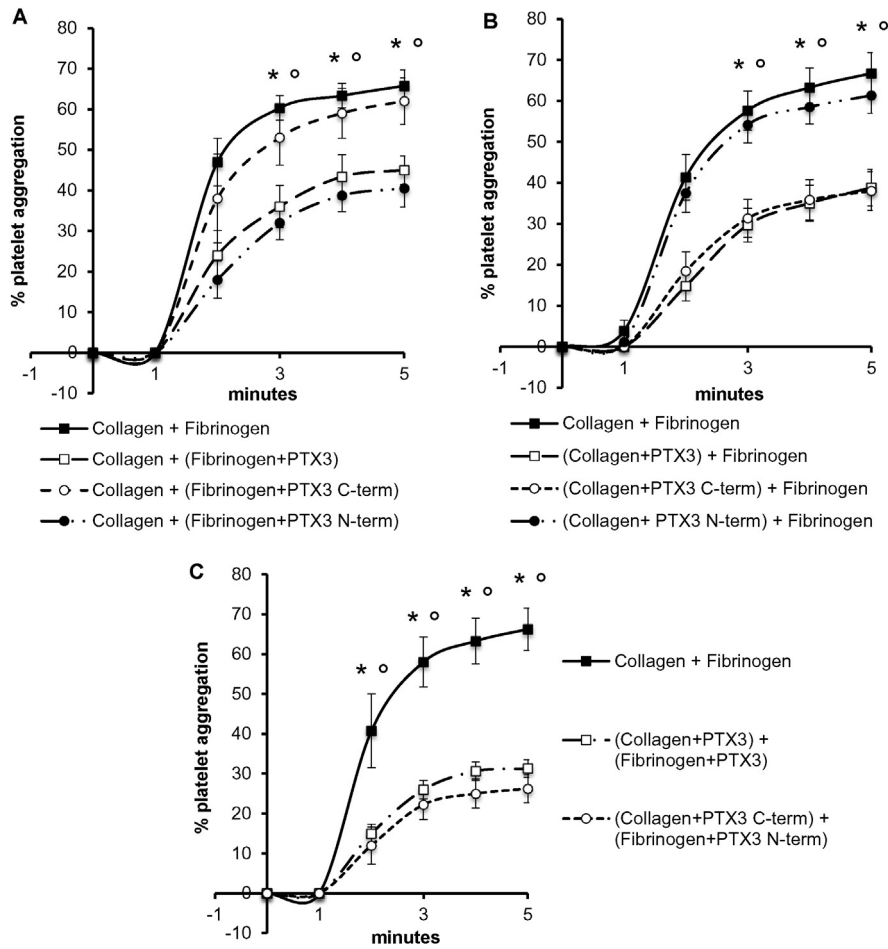 A
80
70
60
50
40
30
20
10
0
-10
-1
1
3
5
% platelet aggregation
minutes
* °
* °
* °
Collagen + Fibrinogen
Collagen + (Fibrinogen+PTX3)
Collagen + (Fibrinogen+PTX3 C-term)
Collagen + (Fibrinogen+PTX3 N-term)
B
80
70
60
50
40
30
20
10
0
-10
-1
1
3
5
% platelet aggregation
minutes
* °
* °
* °
Collagen + Fibrinogen
(Collagen+PTX3) + Fibrinogen
(Collagen+PTX3 C-term) + Fibrinogen
(Collagen+ PTX3 N-term) + Fibrinogen
C
80
70
60
50
40
30
20
10
0
-10
-1
1
3
5
% platelet aggregation
minutes
* °
* °
* °
* °
Collagen + Fibrinogen
(Collagen+PTX3) +
(Fibrinogen+PTX3)
(Collagen+PTX3 C-term) +
(Fibrinogen+PTX3 N-term)